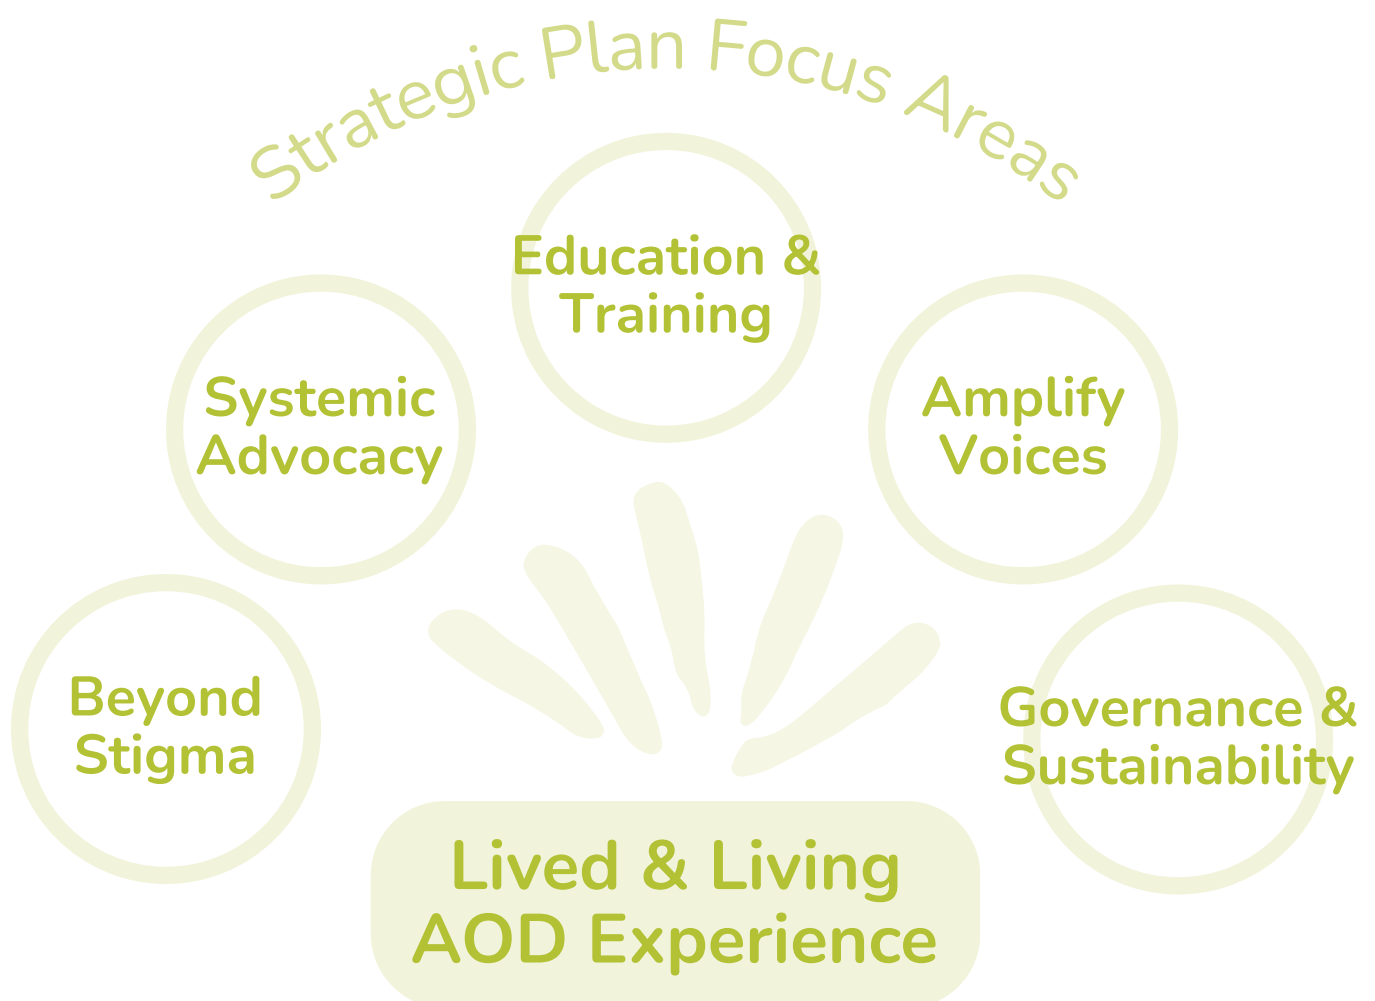 Strategic Plan Focus Areas
Education &
Training
Systemic
Advocacy
Amplify
Voices
Beyond
Stigma
Governance &
Sustainability
Lived & Living
AOD Experience